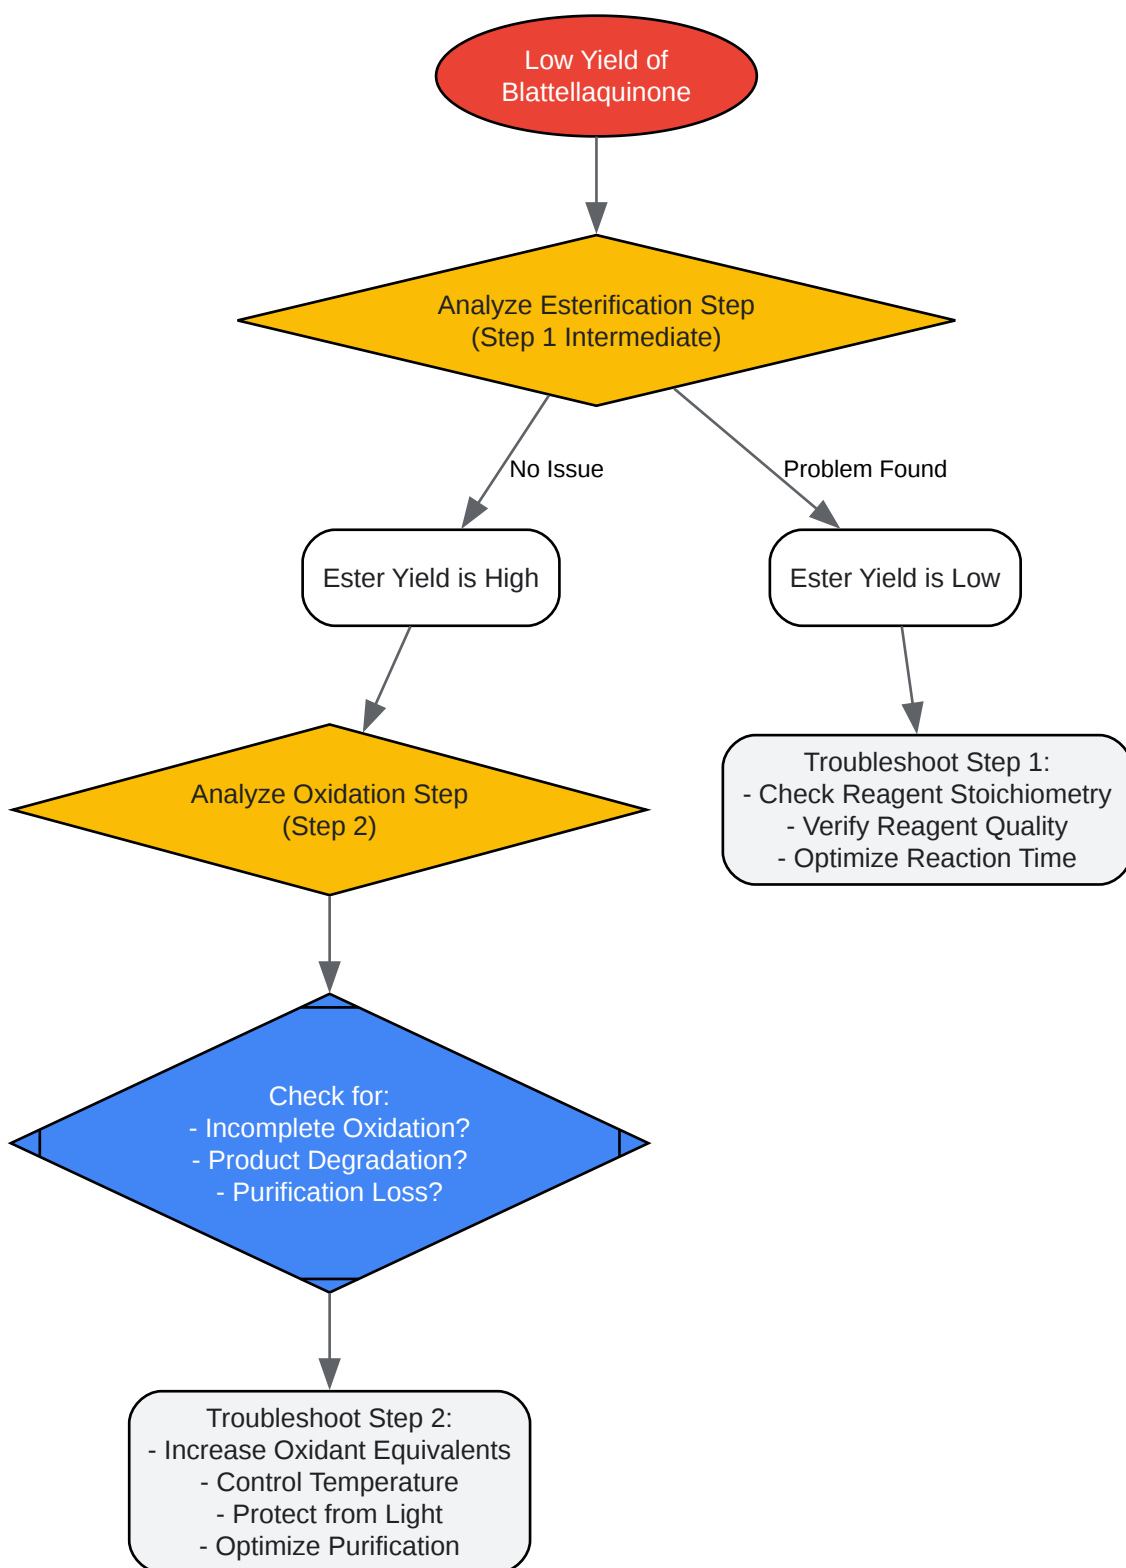 Low Yield of
Blattellaquinone
Analyze Esterification Step
(Step 1 Intermediate)
No Issue
Problem Found
Ester Yield is High
Ester Yield is Low
Analyze Oxidation Step
(Step 2)
Troubleshoot Step 1:
- Check Reagent Stoichiometry
- Verify Reagent Quality
- Optimize Reaction Time
Check for:
- Incomplete Oxidation?
- Product Degradation?
- Purification Loss?
Troubleshoot Step 2:
- Increase Oxidant Equivalents
- Control Temperature
- Protect from Light
- Optimize Purification